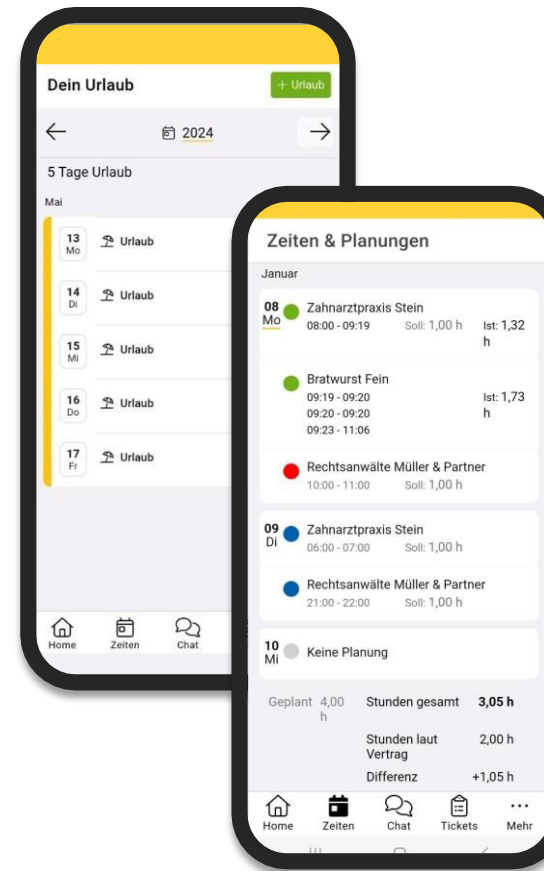 Dein Urlaub
+ Urlaub
2024
5 Tage Urlaub
Mai
13
Mo
Urlaub
14
Di
Urlaub
15
Mi
Urlaub
16
Do
Urlaub
17
Fr
Urlaub
Home
Zeiten
Chat
Zeiten & Planungen
Januar
08
Mo
Zahnarztpraxis Stein
08:00 - 09:19 Soll: 1,00 h Ist: 1,32
h
Bratwurst Fein
09:19 - 09:20 Ist: 1,73
09:20 - 09:20 h
09:23 - 11:06
Rechtsanwälte Müller & Partner
10:00 - 11:00 Soll: 1,00 h
09
Di
Zahnarztpraxis Stein
06:00 - 07:00 Soll: 1,00 h
Rechtsanwälte Müller & Partner
21:00 - 22:00 Soll: 1,00 h
10
Mi
Keine Planung
Geplant 4,00 Stunden gesamt 3,05 h
h
Stunden laut 2,00 h
Vertrag
Differenz +1,05 h
Home
Zeiten
Chat
Tickets
Mehr